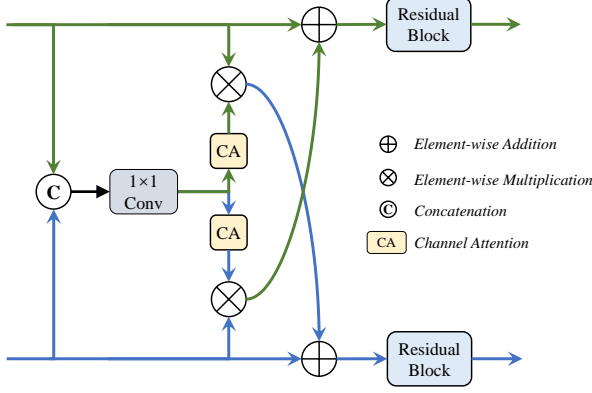 Residual
Block
CA
C
1×1
Conv
CA
Element-wise Addition
Element-wise Multiplication
C Concatenation
CA Channel Attention
Residual
Block